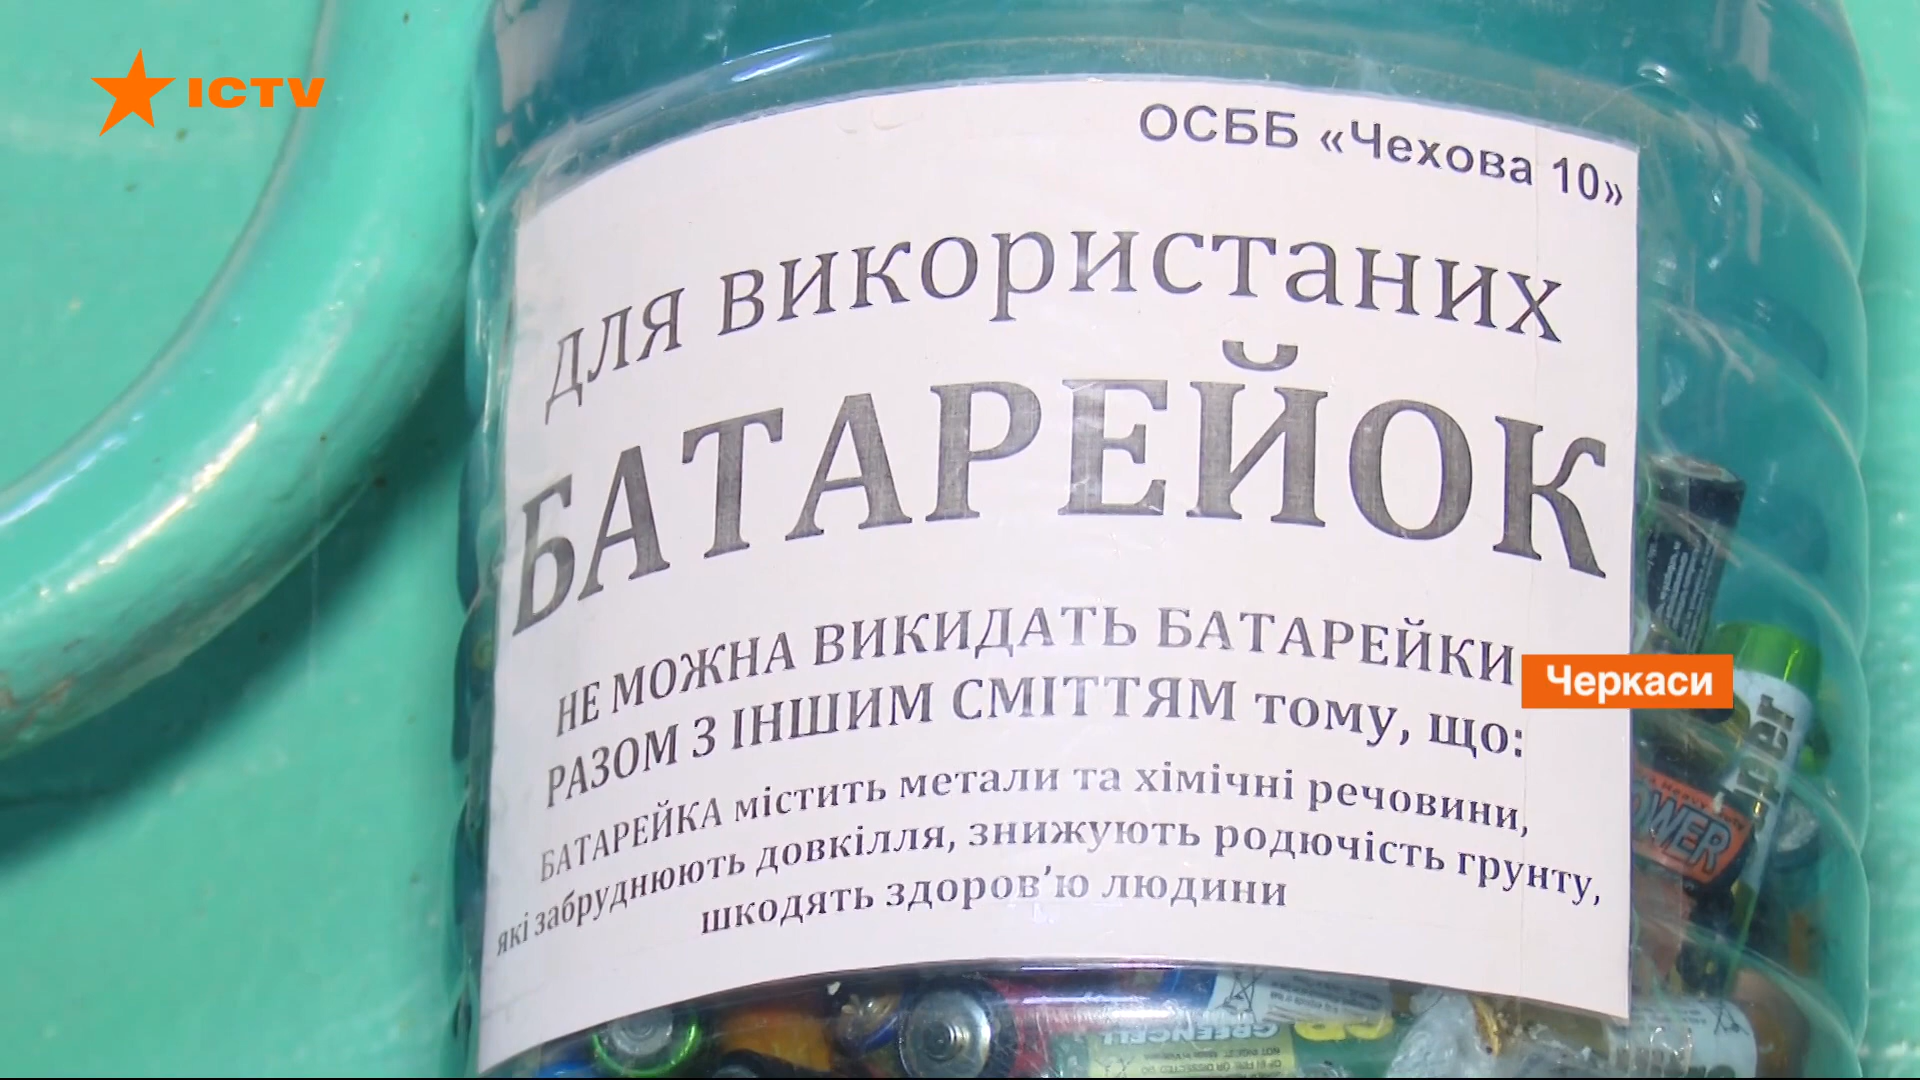 ICTV
ОСББ «Чехова 10»
для використаних
БАТАРЕЙОК
НЕ МОЖНА ВИКИДАТЬ БАТАРЕЙКИ
РАЗОМ З ІНШИМ СМІТТЯМ тому, що:
БАТАРЕЙКА містить метали та хімічні речовини,
які забруднюють довкілля, знижують родючість грунту,
шкодять здоров'ю людини
Черкаси
POWER
GREENCELL